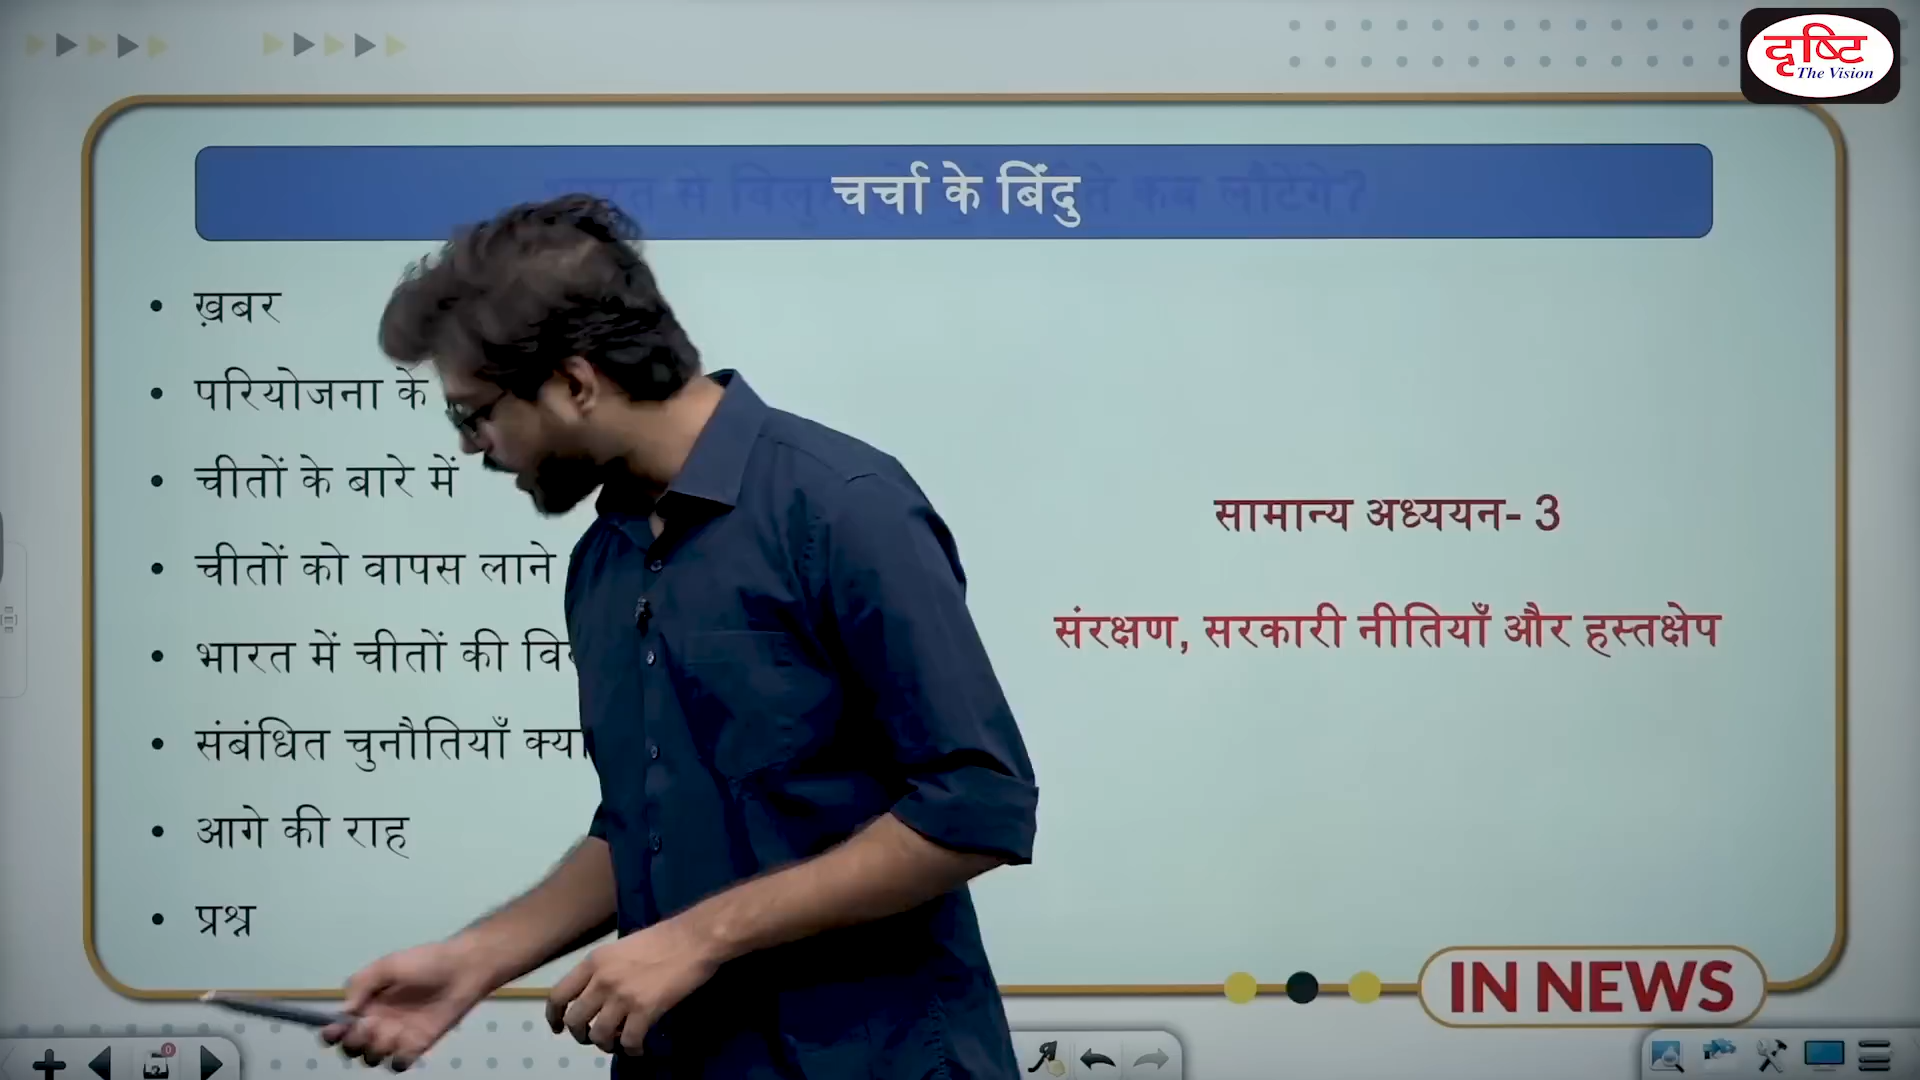 दृष्टि
The Vision
चर्चा के बिंदु
ख़बर
परियोजना के
चीतों के बारे में
चीतों को वापस लाने
भारत में चीतों की
संबंधित चुनौतियाँ क्या
आगे की राह
प्रश्न
सामान्य अध्ययन- 3
संरक्षण, सरकारी नीतियाँ और हस्तक्षेप
IN NEWS